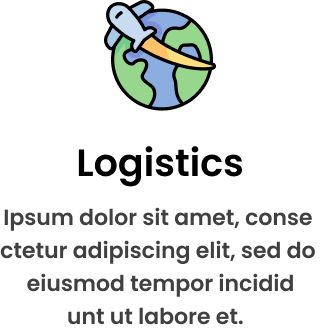 Logistics
Ipsum dolor sit amet, conse
ctetur adipiscing elit, sed do
eiusmod tempor incidid
unt ut labore et.